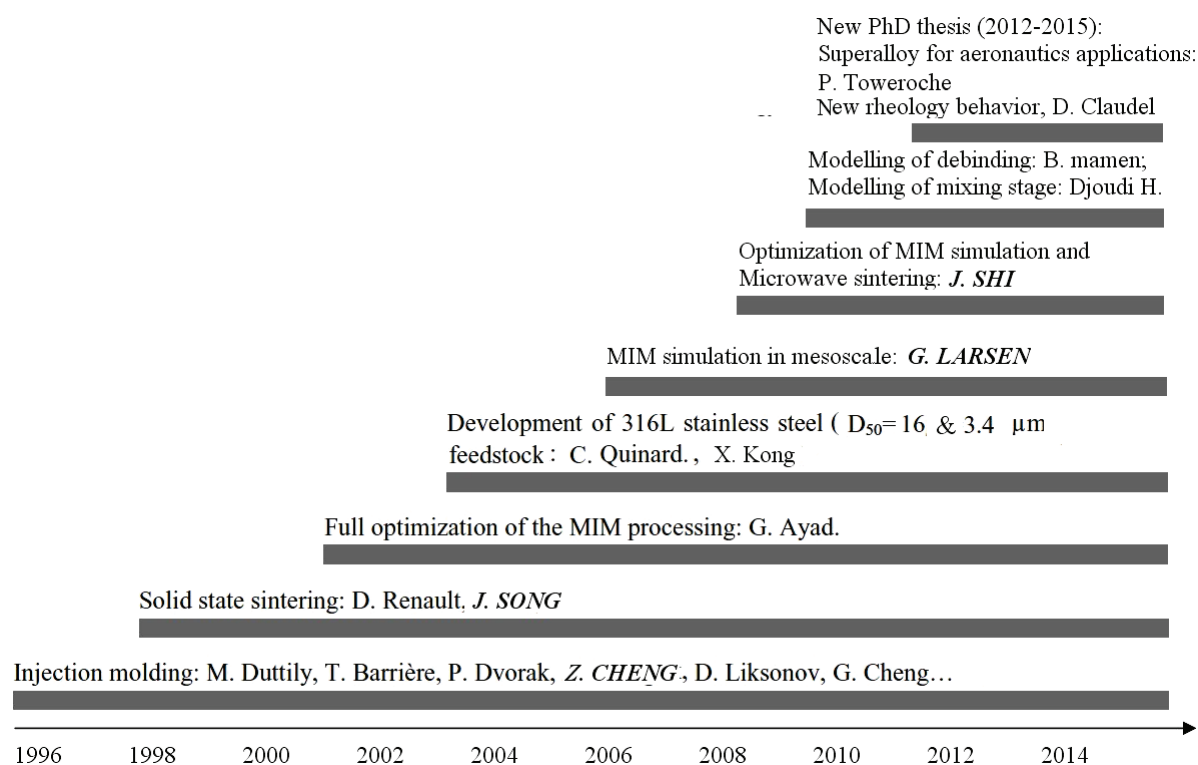 New PhD thesis (2012-2015):
Superalloy for aeronautics applications:
P. Toweroche
New rheology behavior, D. Claudel
Modelling of debinding: B. mamen;
Modelling of mixing stage: Djoudi H.
Optimization of MIM simulation and
Microwave sintering: J. SHI
MIM simulation in mesoscale: G. LARSEN
Development of 316L stainless steel ( D₅₀= 16 & 3.4 µm
feedstock : C. Quinard., X. Kong
Full optimization of the MIM processing: G. Ayad.
Solid state sintering: D. Renault, J. SONG
Injection molding: M. Duttily, T. Barrière, P. Dvorak, Z. CHENG, D. Liksonov, G. Cheng…
1996 1998 2000 2002 2004 2006 2008 2010 2012 2014